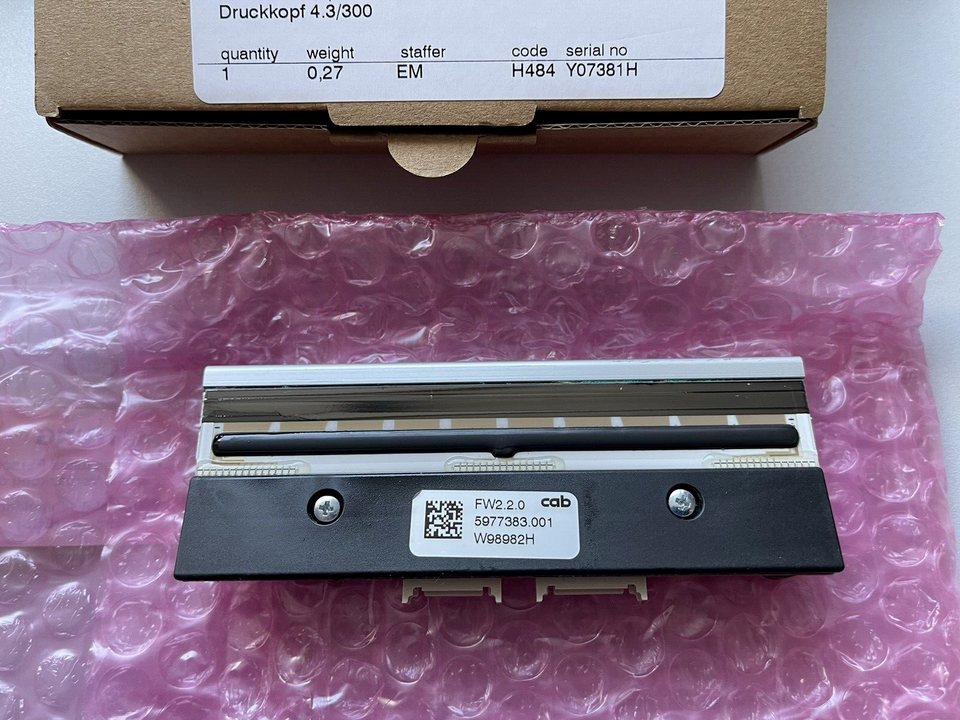 Druckkopf 4.3/300
quantity weight staffer code serial no
1 0,27 EM H484 Y07381H
FW2.2.0 cab
5977383.001
W98982H